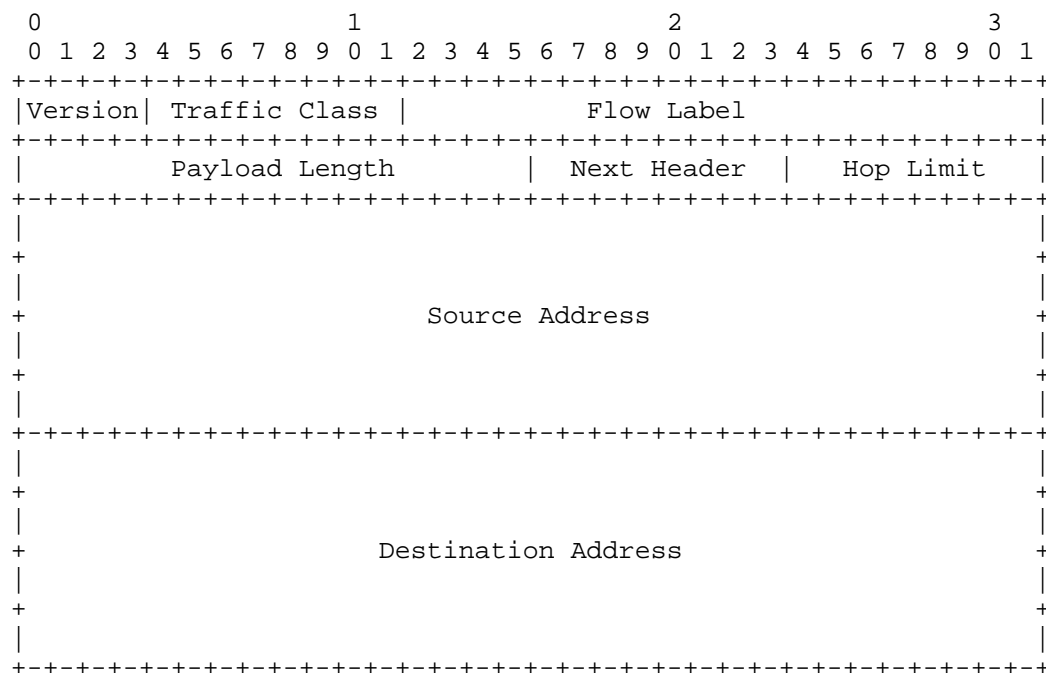 0                   1                   2                   3
0 1 2 3 4 5 6 7 8 9 0 1 2 3 4 5 6 7 8 9 0 1 2 3 4 5 6 7 8 9 0 1
+-+-+-+-+-+-+-+-+-+-+-+-+-+-+-+-+-+-+-+-+-+-+-+-+-+-+-+-+-+-+-+-+
|Version| Traffic Class |           Flow Label                  |
+-+-+-+-+-+-+-+-+-+-+-+-+-+-+-+-+-+-+-+-+-+-+-+-+-+-+-+-+-+-+-+-+
|         Payload Length        |  Next Header  |   Hop Limit   |
+-+-+-+-+-+-+-+-+-+-+-+-+-+-+-+-+-+-+-+-+-+-+-+-+-+-+-+-+-+-+-+-+
|                                                               |
+                                                               +
|                                                               |
+                         Source Address                        +
|                                                               |
+                                                               +
|                                                               |
+-+-+-+-+-+-+-+-+-+-+-+-+-+-+-+-+-+-+-+-+-+-+-+-+-+-+-+-+-+-+-+-+
|                                                               |
+                                                               +
|                                                               |
+                      Destination Address                      +
|                                                               |
+                                                               +
|                                                               |
+-+-+-+-+-+-+-+-+-+-+-+-+-+-+-+-+-+-+-+-+-+-+-+-+-+-+-+-+-+-+-+-+